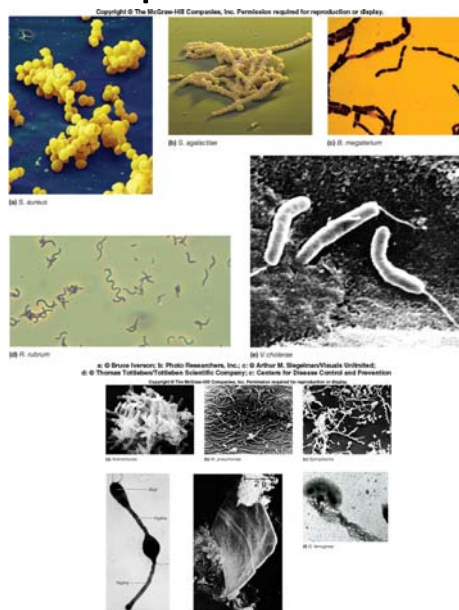 Copyright © The McGraw-Hill Companies, Inc. Permission required for reproduction or display.
(a) S. aureus
(b) S. agalactiae
(c) B. megaterium
(d) R. rubrum
(e) V. cholerae
a: © Bruce Iverson; b: Photo Researchers, Inc.; c: © Arthur M. Siegelman/Visuals Unlimited;
d: © Thomas Tottleben/Tottleben Scientific Company; e: Centers for Disease Control and Prevention
Copyright © The McGraw-Hill Companies, Inc. Permission required for reproduction or display.
(a) Actinomyces
(b) M. pneumoniae
(c) Spiroplasma
Bud
Hypha
Hypha